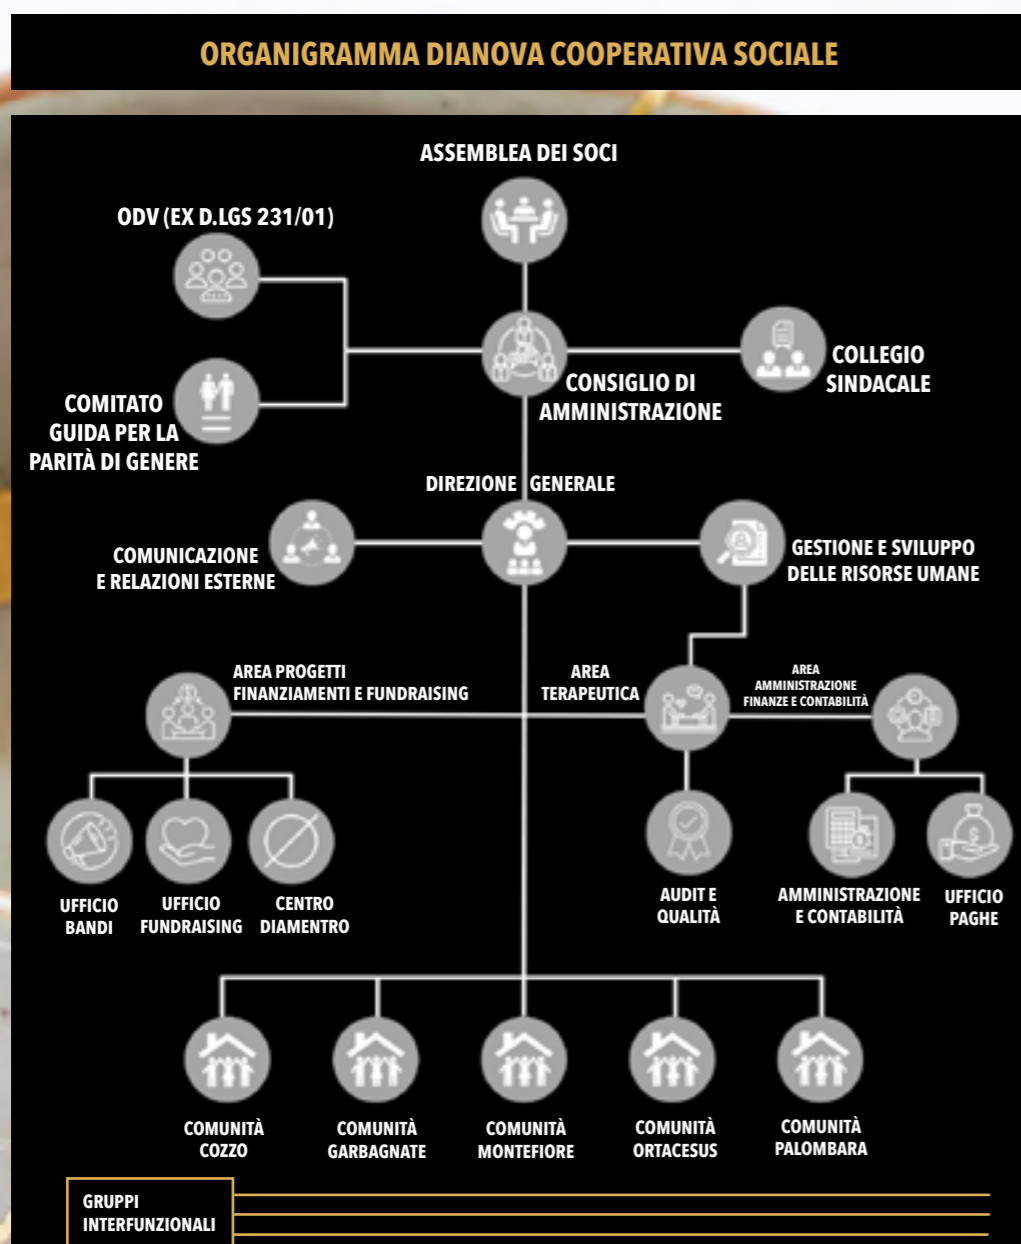 ORGANIGRAMMA DIANOVA COOPERATIVA SOCIALE
ASSEMBLEA DEI SOCI
ODV (EX D.LGS 231/01)
COLLEGIO
SINDACALE
CONSIGLIO DI
AMMINISTRAZIONE
COMITATO
GUIDA PER LA
PARITÀ DI GENERE
DIREZIONE GENERALE
COMUNICAZIONE
E RELAZIONI ESTERNE
GESTIONE E SVILUPPO
DELLE RISORSE UMANE
AREA PROGETTI
FINANZIAMENTI E FUNDRAISING
AREA
TERAPEUTICA
AREA
AMMINISTRAZIONE
FINANZE E CONTABILITÀ
UFFICIO
BANDI
UFFICIO
FUNDRAISING
CENTRO
DIAMENTRO
AUDIT E
QUALITÀ
AMMINISTRAZIONE
E CONTABILITÀ
UFFICIO
PAGHE
COMUNITÀ
COZZO
COMUNITÀ
GARBAGNATE
COMUNITÀ
MONTEFIORE
COMUNITÀ
ORTACESUS
COMUNITÀ
PALOMBARA
GRUPPI
INTERFUNZIONALI